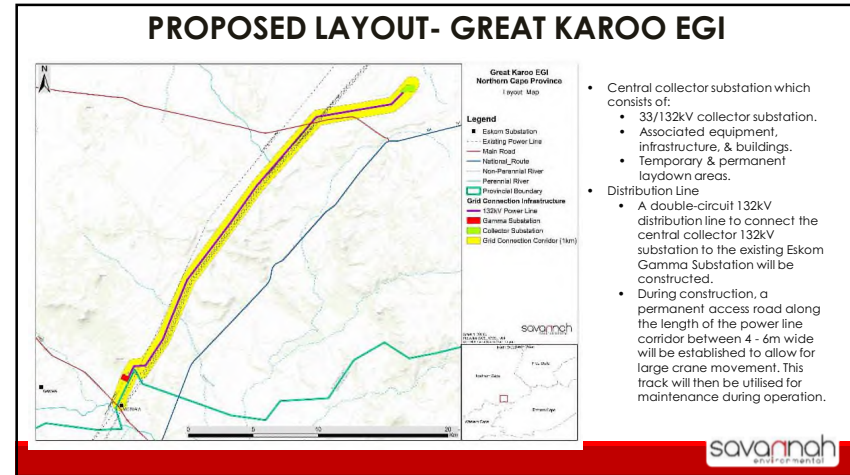 PROPOSED LAYOUT- GREAT KAROO EGI
N
Great Karoo EGI
Northern Cape Province
Layout Map
Legend
Eskom Substation
Existing Power Line
Main Road
National_Route
Non-Perennial River
Perennial River
Provincial Boundary
Grid Connection Infrastructure
132kV Power Line
Gamma Substation
Collector Substation
Grid Connection Corridor (1km)
savannah
0 5 10 20
• Central collector substation which
consists of:
• 33/132kV collector substation.
• Associated equipment,
infrastructure, & buildings.
• Temporary & permanent
laydown areas.
• Distribution Line
• A double-circuit 132kV
distribution line to connect the
central collector 132kV
substation to the existing Eskom
Gamma Substation will be
constructed.
• During construction, a
permanent access road along
the length of the power line
corridor between 4 - 6m wide
will be established to allow for
large crane movement. This
track will then be utilised for
maintenance during operation.
savannah
environmental